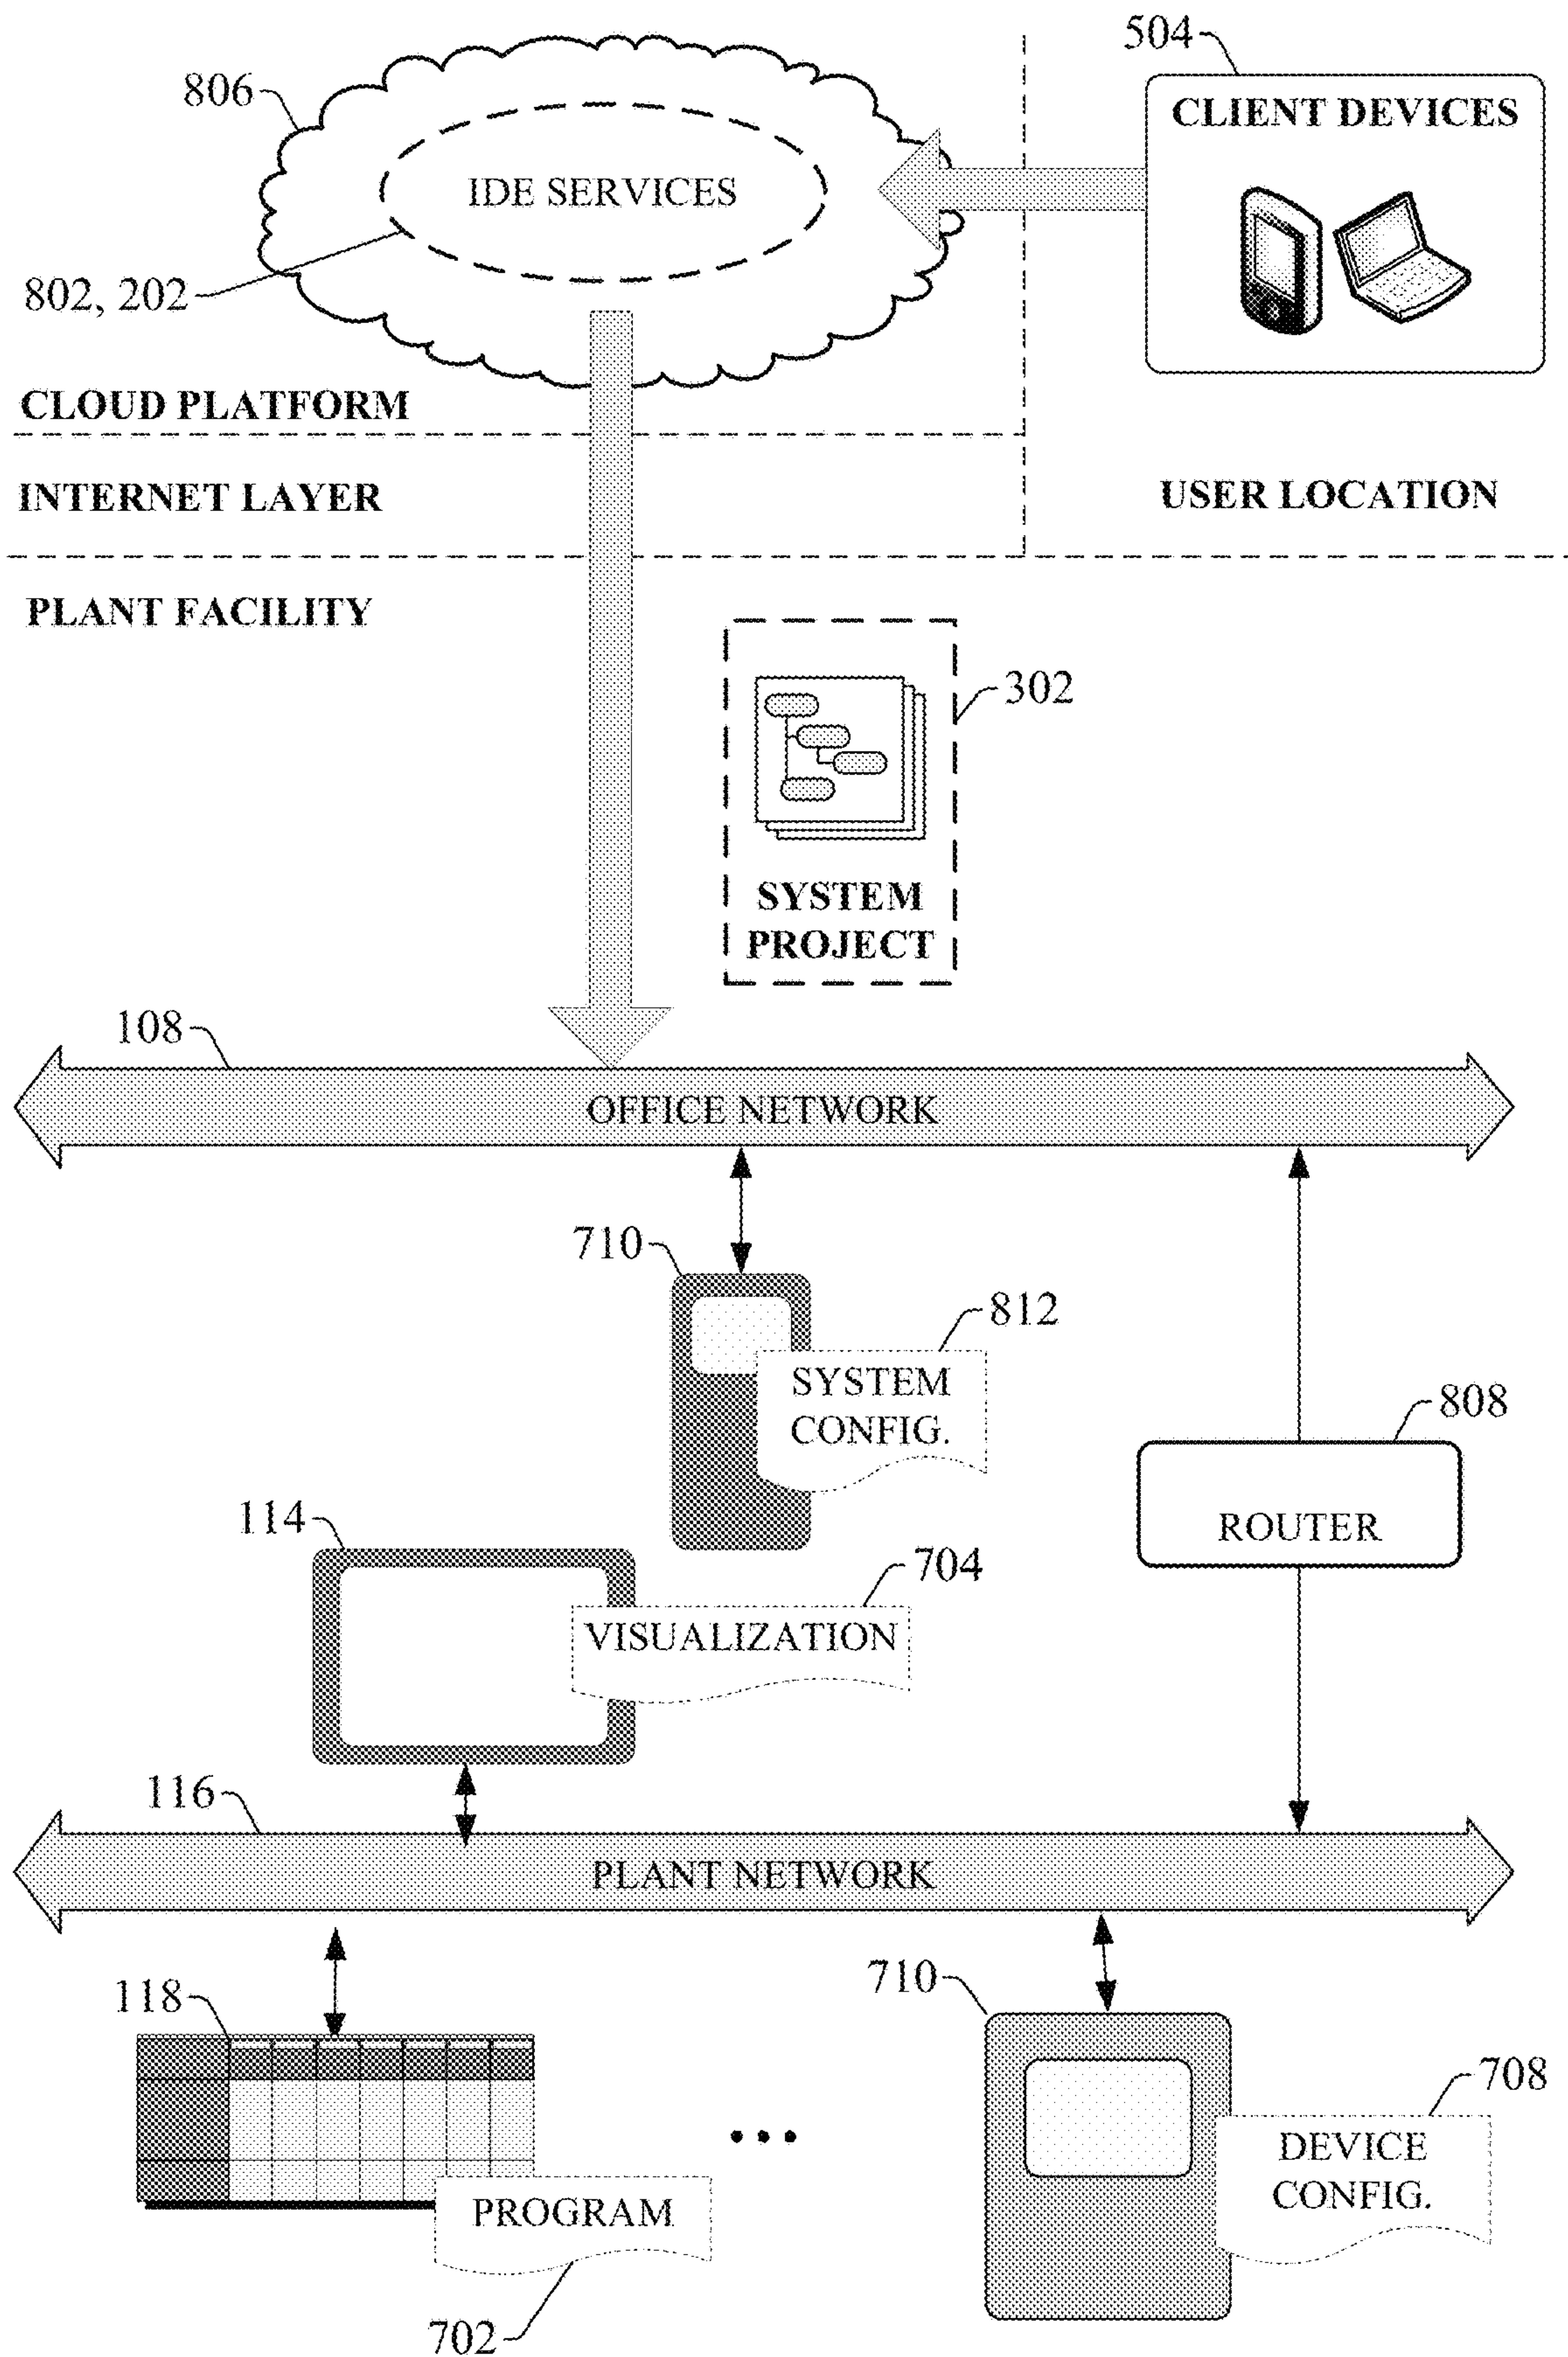 504
CLIENT DEVICES
806
IDE SERVICES
802, 202
CLOUD PLATFORM
INTERNET LAYER
USER LOCATION
PLANT FACILITY
302
SYSTEM
PROJECT
108
OFFICE NETWORK
710
812
SYSTEM
CONFIG.
808
ROUTER
114
704
VISUALIZATION
116
PLANT NETWORK
118
710
708
DEVICE
CONFIG.
PROGRAM
702